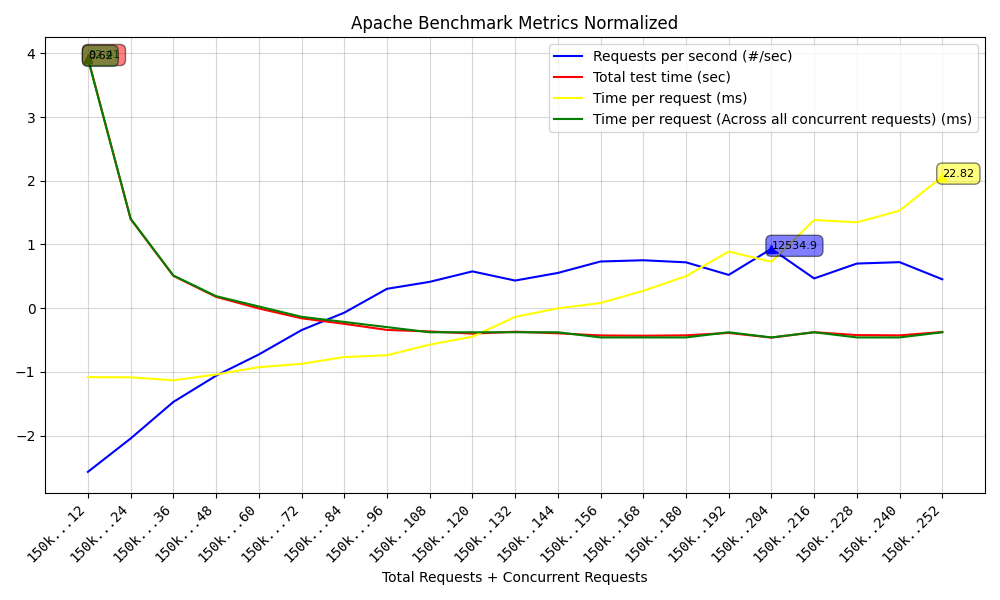 Apache Benchmark Metrics Normalized
4
3
2
1
0
−1
−2
0.62
22.82
12534.9
Requests per second (#/sec)
Total test time (sec)
Time per request (ms)
Time per request (Across all concurrent requests) (ms)
150k...12
150k...24
150k...36
150k...48
150k...60
150k...72
150k...84
150k...96
150k..108
150k..120
150k..132
150k..144
150k..156
150k..168
150k..180
150k..192
150k..204
150k..216
150k..228
150k..240
150k..252
Total Requests + Concurrent Requests